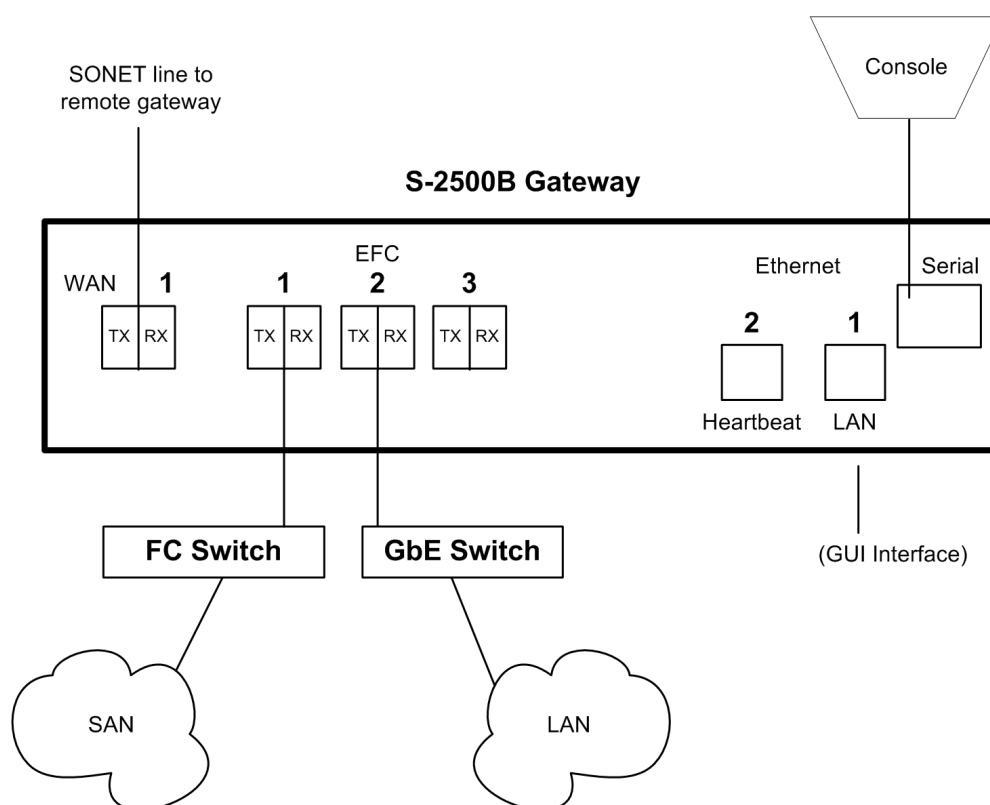 SONET line to
remote gateway
Console
S-2500B Gateway
EFC
Ethernet
Serial
WAN 1
1 2 3
TX RX
TX RX
TX RX
TX RX
2 1
Heartbeat LAN
FC Switch
GbE Switch
(GUI Interface)
SAN
LAN